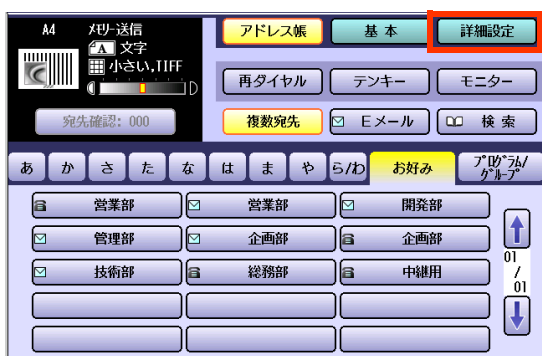 A4 ﾒﾓﾘｰ送信
A 文字
小さい,TIFF
D
宛先確認: 000
アドレス帳 基本 詳細設定
再ダイヤル テンキー モニター
複数宛先 Eメール 検索
あ か さ た な は ま や ら/わ お好み ﾌﾟﾛｸﾞﾗﾑ/
ｸﾞﾙｰﾌﾟ
営業部 営業部 開発部
管理部 企画部 企画部
技術部 総務部 中継用
01
/
01